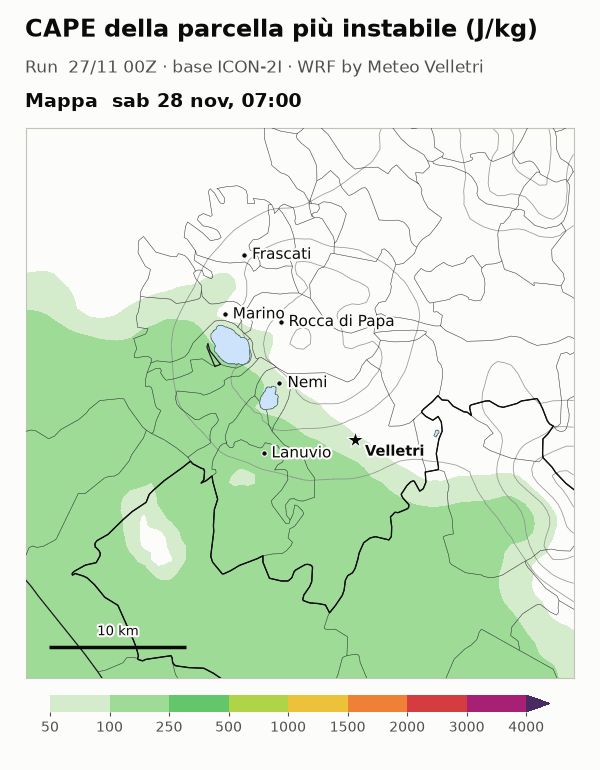 CAPE della parcella più instabile (J/kg)
Run  27/11 00Z · base ICON-2I · WRF by Meteo Velletri
Mappa  sab 28 nov, 07:00
Frascati
Marino
Rocca di Papa
Nemi
Velletri
Lanuvio
10 km
50 100 250 500 1000 1500 2000 3000 4000